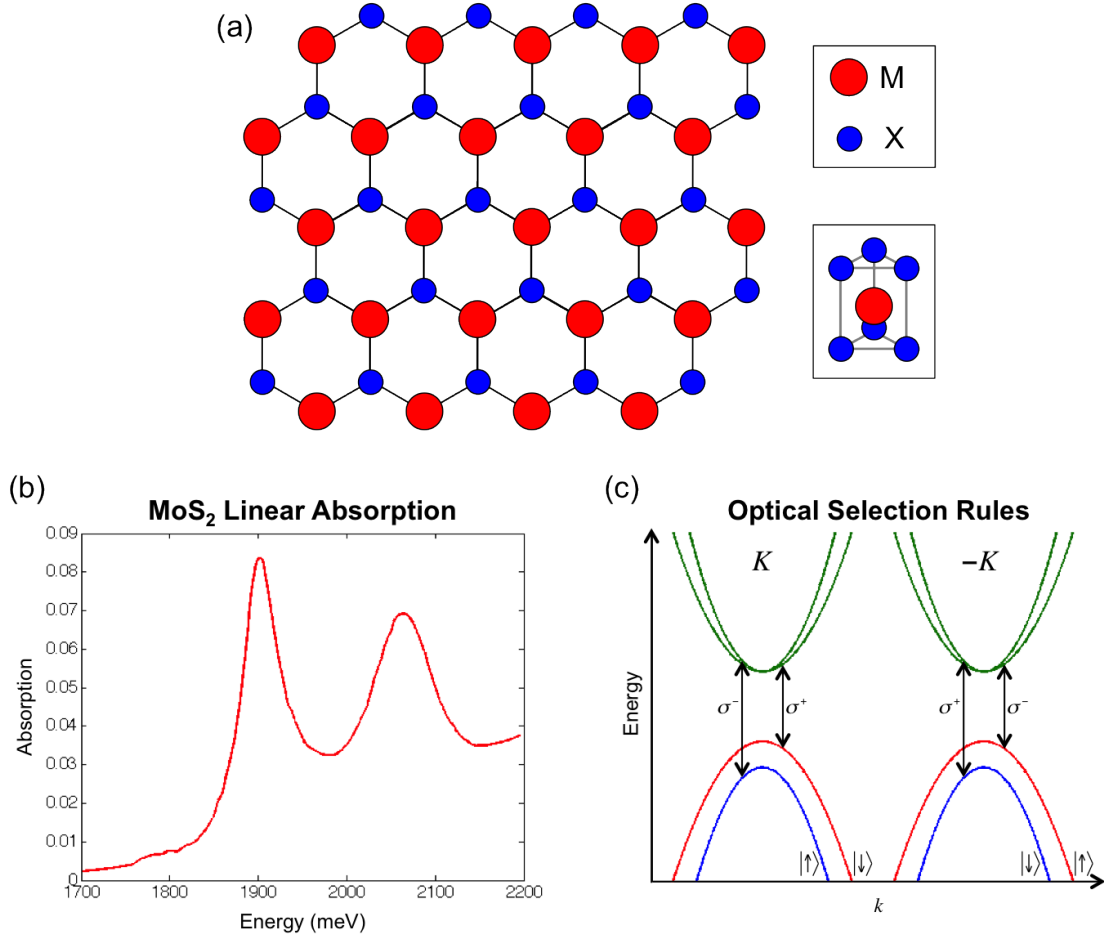 (a)
M
X
(b)
MoS₂ Linear Absorption
0.09
0.08
0.07
0.06
0.05
0.04
0.03
0.02
0.01
0
1700 1800 1900 2000 2100 2200
Absorption
Energy (meV)
(c)
Optical Selection Rules
K
−K
Energy
σ⁻ σ⁺ σ⁺ σ⁻
|↑⟩ |↓⟩ |↓⟩ |↑⟩
k